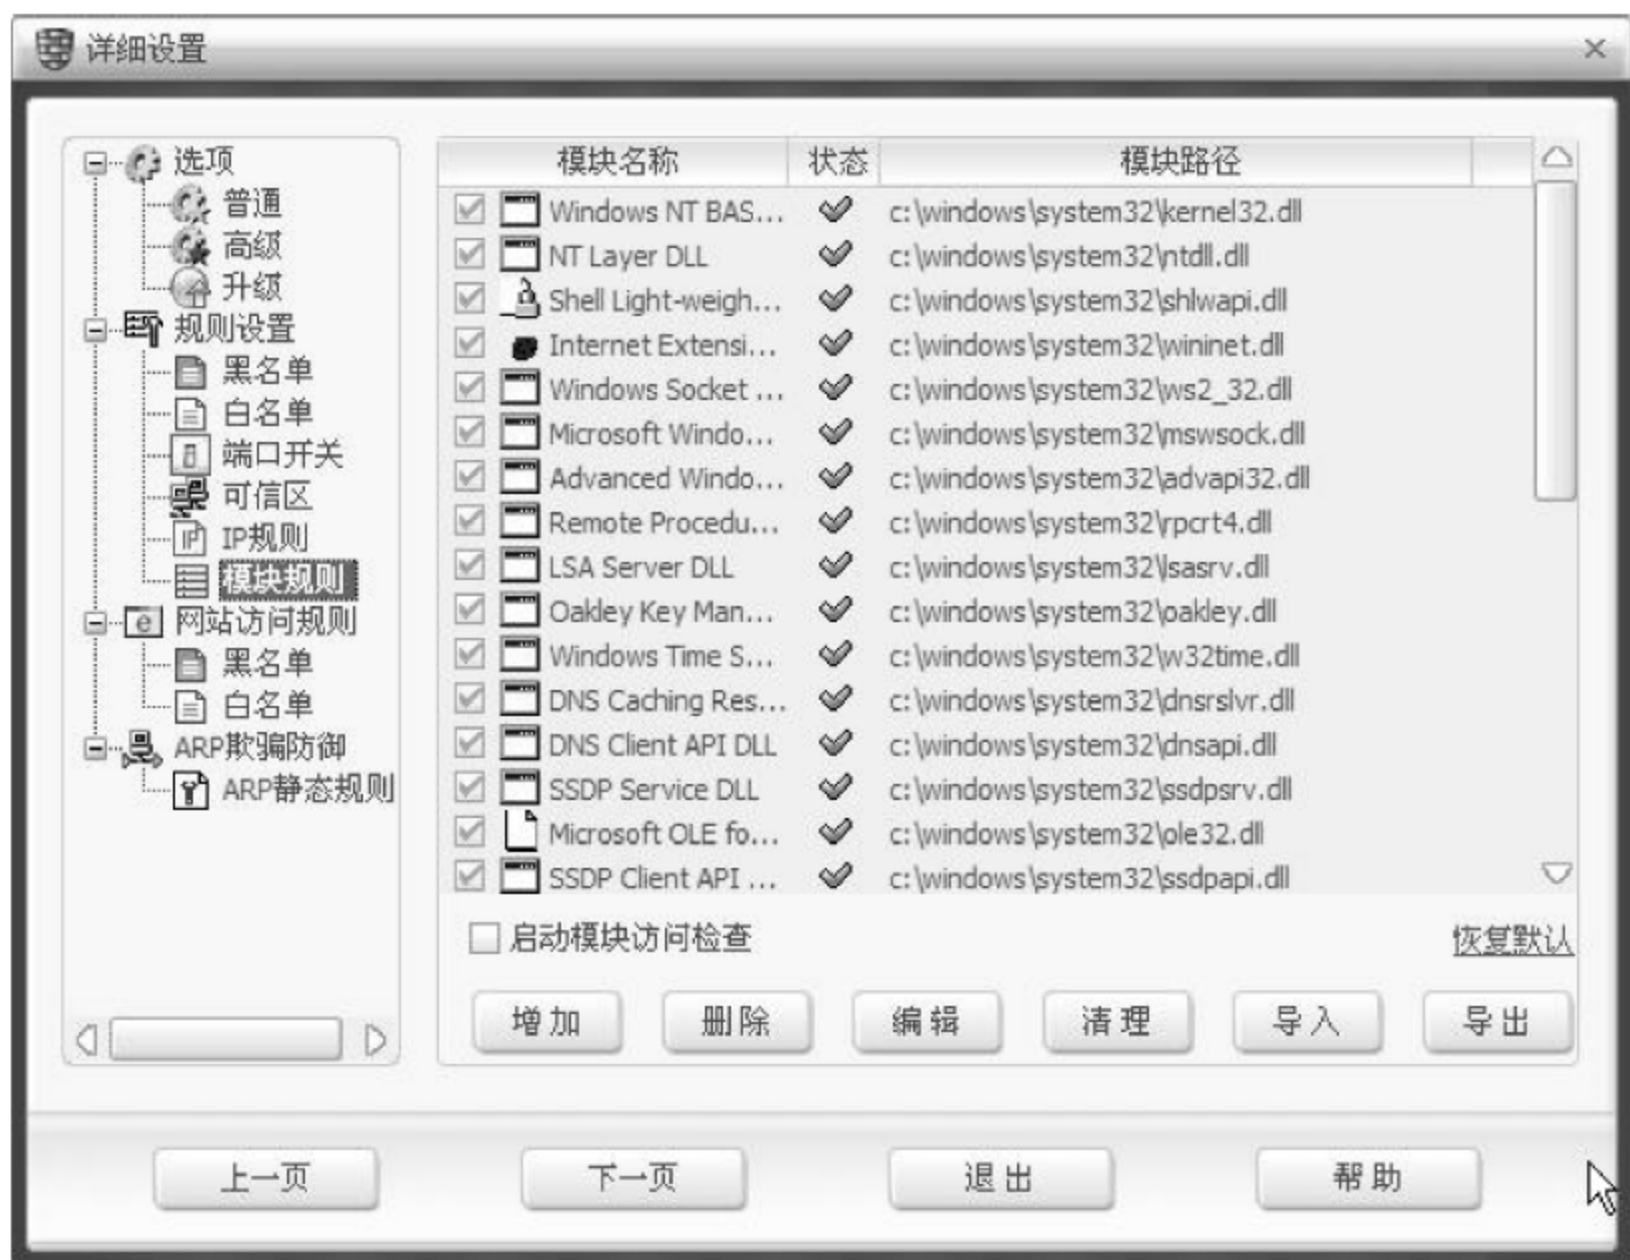 详细设置
选项
普通
高级
升级
规则设置
黑名单
白名单
端口开关
可信区
IP规则
模块规则
网站访问规则
黑名单
白名单
ARP欺骗防御
ARP静态规则
模块名称 状态 模块路径
Windows NT BAS... c:\windows\system32\kernel32.dll
NT Layer DLL c:\windows\system32\ntdll.dll
Shell Light-weigh... c:\windows\system32\shlwapi.dll
Internet Extensi... c:\windows\system32\wininet.dll
Windows Socket ... c:\windows\system32\ws2_32.dll
Microsoft Windo... c:\windows\system32\mswsock.dll
Advanced Windo... c:\windows\system32\advapi32.dll
Remote Procedu... c:\windows\system32\rpcrt4.dll
LSA Server DLL c:\windows\system32\lsasrv.dll
Oakley Key Man... c:\windows\system32\oakley.dll
Windows Time S... c:\windows\system32\w32time.dll
DNS Caching Res... c:\windows\system32\dnsrslvr.dll
DNS Client API DLL c:\windows\system32\dnsapi.dll
SSDP Service DLL c:\windows\system32\ssdpsrv.dll
Microsoft OLE fo... c:\windows\system32\ole32.dll
SSDP Client API ... c:\windows\system32\ssdpapi.dll
启动模块访问检查 恢复默认
增加 删除 编辑 清理 导入 导出
上一页 下一页 退出 帮助